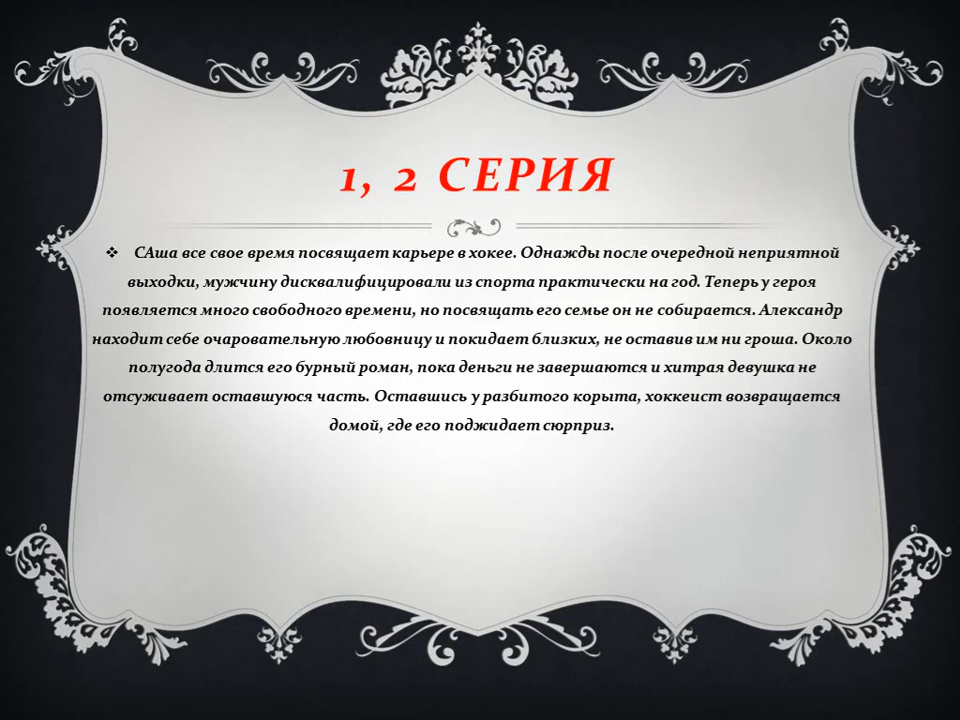 1, 2 СЕРИЯ
❖ САша все свое время посвящает карьере в хокее. Однажды после очередной неприятной
выходки, мужчину дисквалифицировали из спорта практически на год. Теперь у героя
появляется много свободного времени, но посвящать его семье он не собирается. Александр
находит себе очаровательную любовницу и покидает близких, не оставив им ни гроша. Около
полугода длится его бурный роман, пока деньги не завершаются и хитрая девушка не
отсуживает оставшуюся часть. Оставшись у разбитого корыта, хоккеист возвращается
домой, где его поджидает сюрприз.